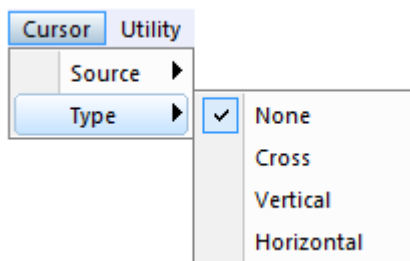 Cursor Utility
Source
Type
None
Cross
Vertical
Horizontal